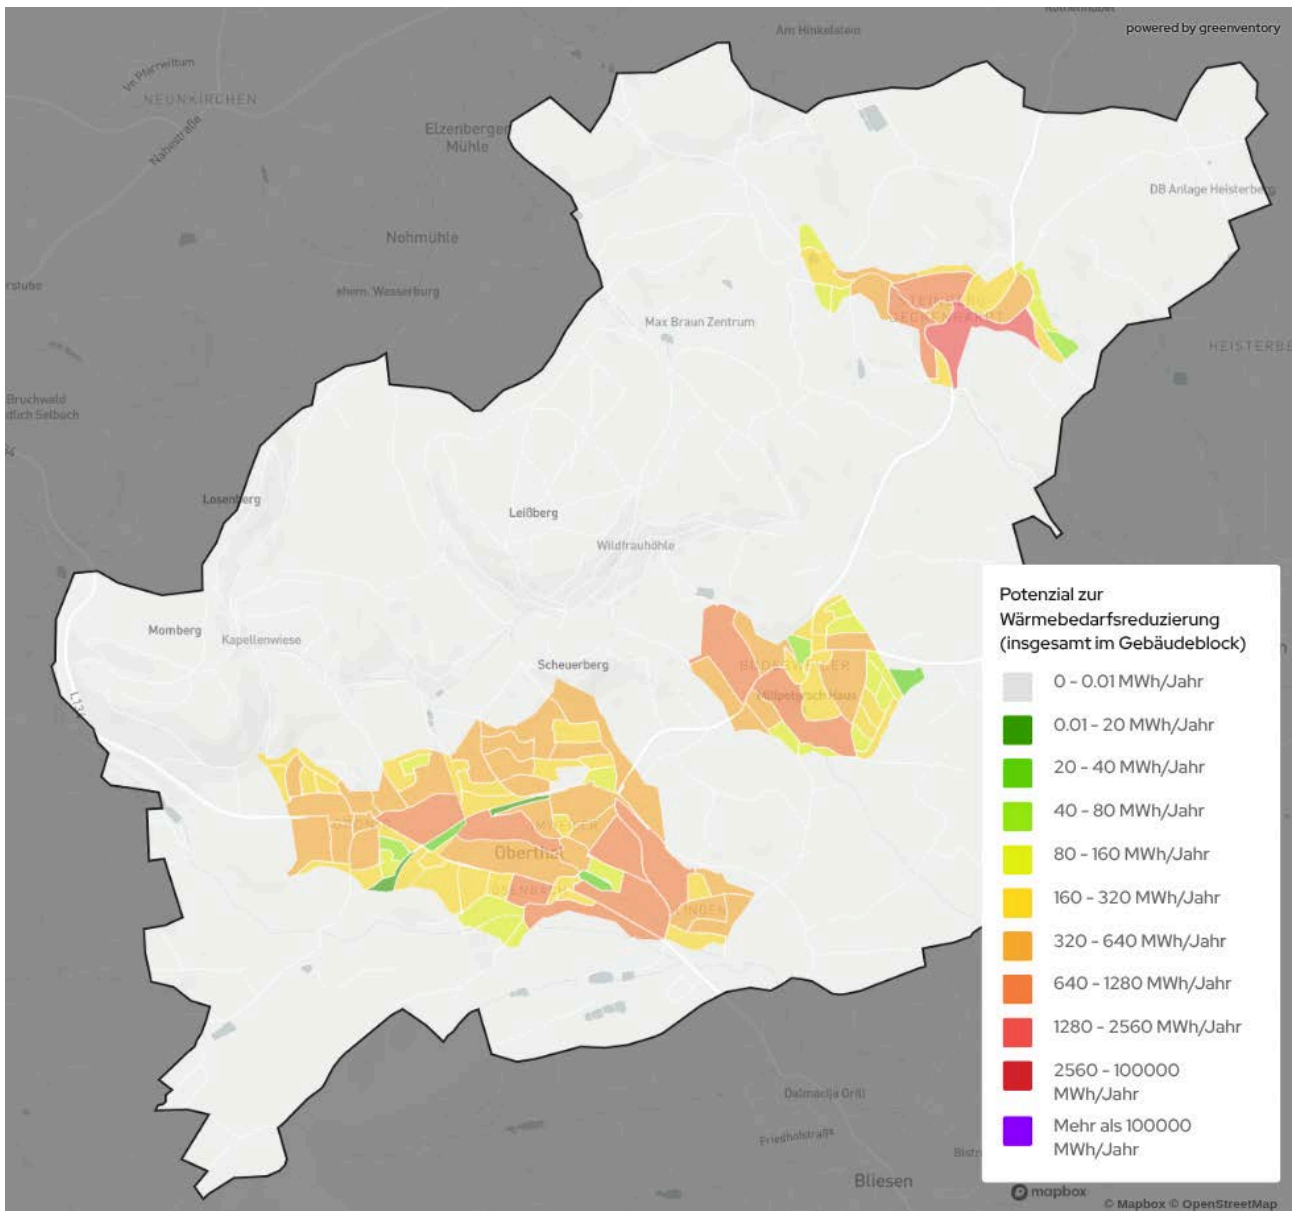 Am Hinkelstein
powered by greenventory
Im Pfarrwittum
NEUNKIRCHEN
Nahestraße
Elzenberger
Mühle
DB Anlage Heisterberg
Nohmühle
ehem. Wasserburg
Max Braun Zentrum
HEISTERBE
Bruchwald
Losenberg
Leißberg
Wildfrauhöhle
Momberg
Kapellenwiese
Scheuerberg
Oberthal
Potenzial zur
Wärmebedarfsreduzierung
(insgesamt im Gebäudeblock)
0 - 0.01 MWh/Jahr
0.01 - 20 MWh/Jahr
20 - 40 MWh/Jahr
40 - 80 MWh/Jahr
80 - 160 MWh/Jahr
160 - 320 MWh/Jahr
320 - 640 MWh/Jahr
640 - 1280 MWh/Jahr
1280 - 2560 MWh/Jahr
2560 - 100000
MWh/Jahr
Mehr als 100000
MWh/Jahr
Dalmacija Grill
Friedhofstraße
Bliesen
mapbox
© Mapbox © OpenStreetMap